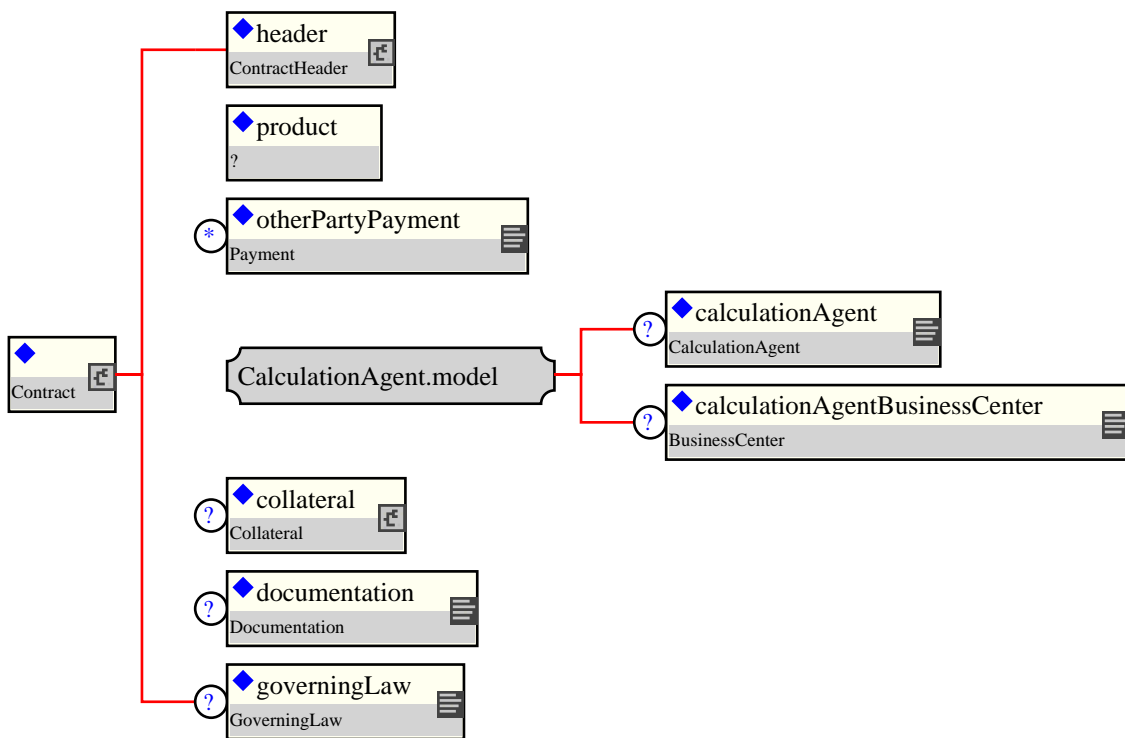 header
ContractHeader
product
?
*
otherPartyPayment
Payment
?
calculationAgent
CalculationAgent
Contract
CalculationAgent.model
?
calculationAgentBusinessCenter
BusinessCenter
?
collateral
Collateral
?
documentation
Documentation
?
governingLaw
GoverningLaw